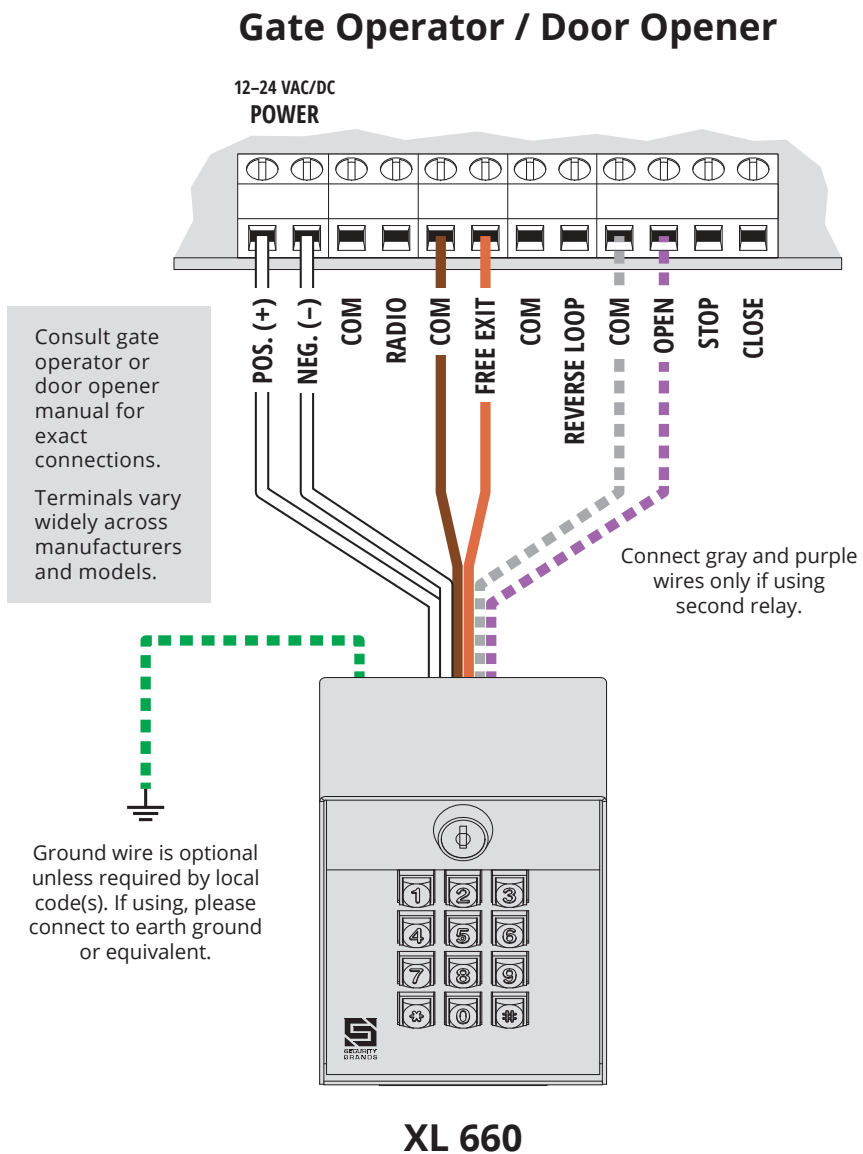 Gate Operator / Door Opener
12–24 VAC/DC
POWER
POS. (+)
NEG. (–)
COM
RADIO
COM
FREE EXIT
COM
REVERSE LOOP
COM
OPEN
STOP
CLOSE
Consult gate
operator or
door opener
manual for
exact
connections.
Terminals vary
widely across
manufacturers
and models.
Connect gray and purple
wires only if using
second relay.
Ground wire is optional
unless required by local
code(s). If using, please
connect to earth ground
or equivalent.
1 2 3
4 5 6
7 8 9
* 0 #
SECURITY
BRANDS
XL 660